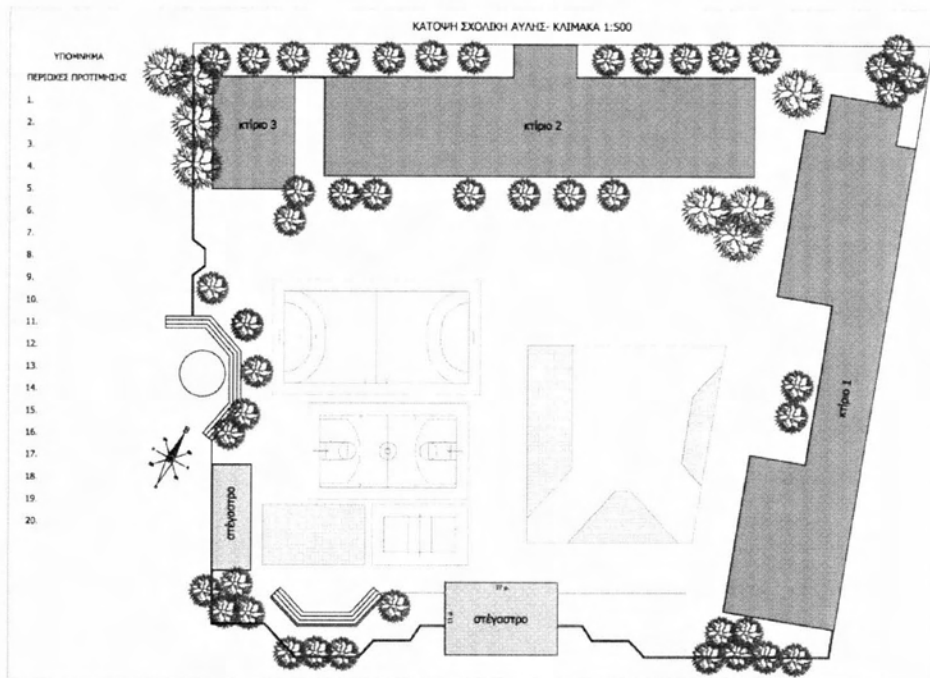 ΚΑΤΟΨΗ ΣΧΟΛΙΚΗ ΑΥΛΗΣ- ΚΛΙΜΑΚΑ 1:500
ΥΠΟΜΝΗΜΑ
ΠΕΡΙΟΧΕΣ ΠΡΟΤΙΜΗΣΗΣ
1.
2.
3.
4.
5.
6.
7.
8.
9.
10.
11.
12.
13.
14.
15.
16.
17.
18.
19.
20.
κτίριο 3
κτίριο 2
κτίριο 1
στέγαστρο
στέγαστρο